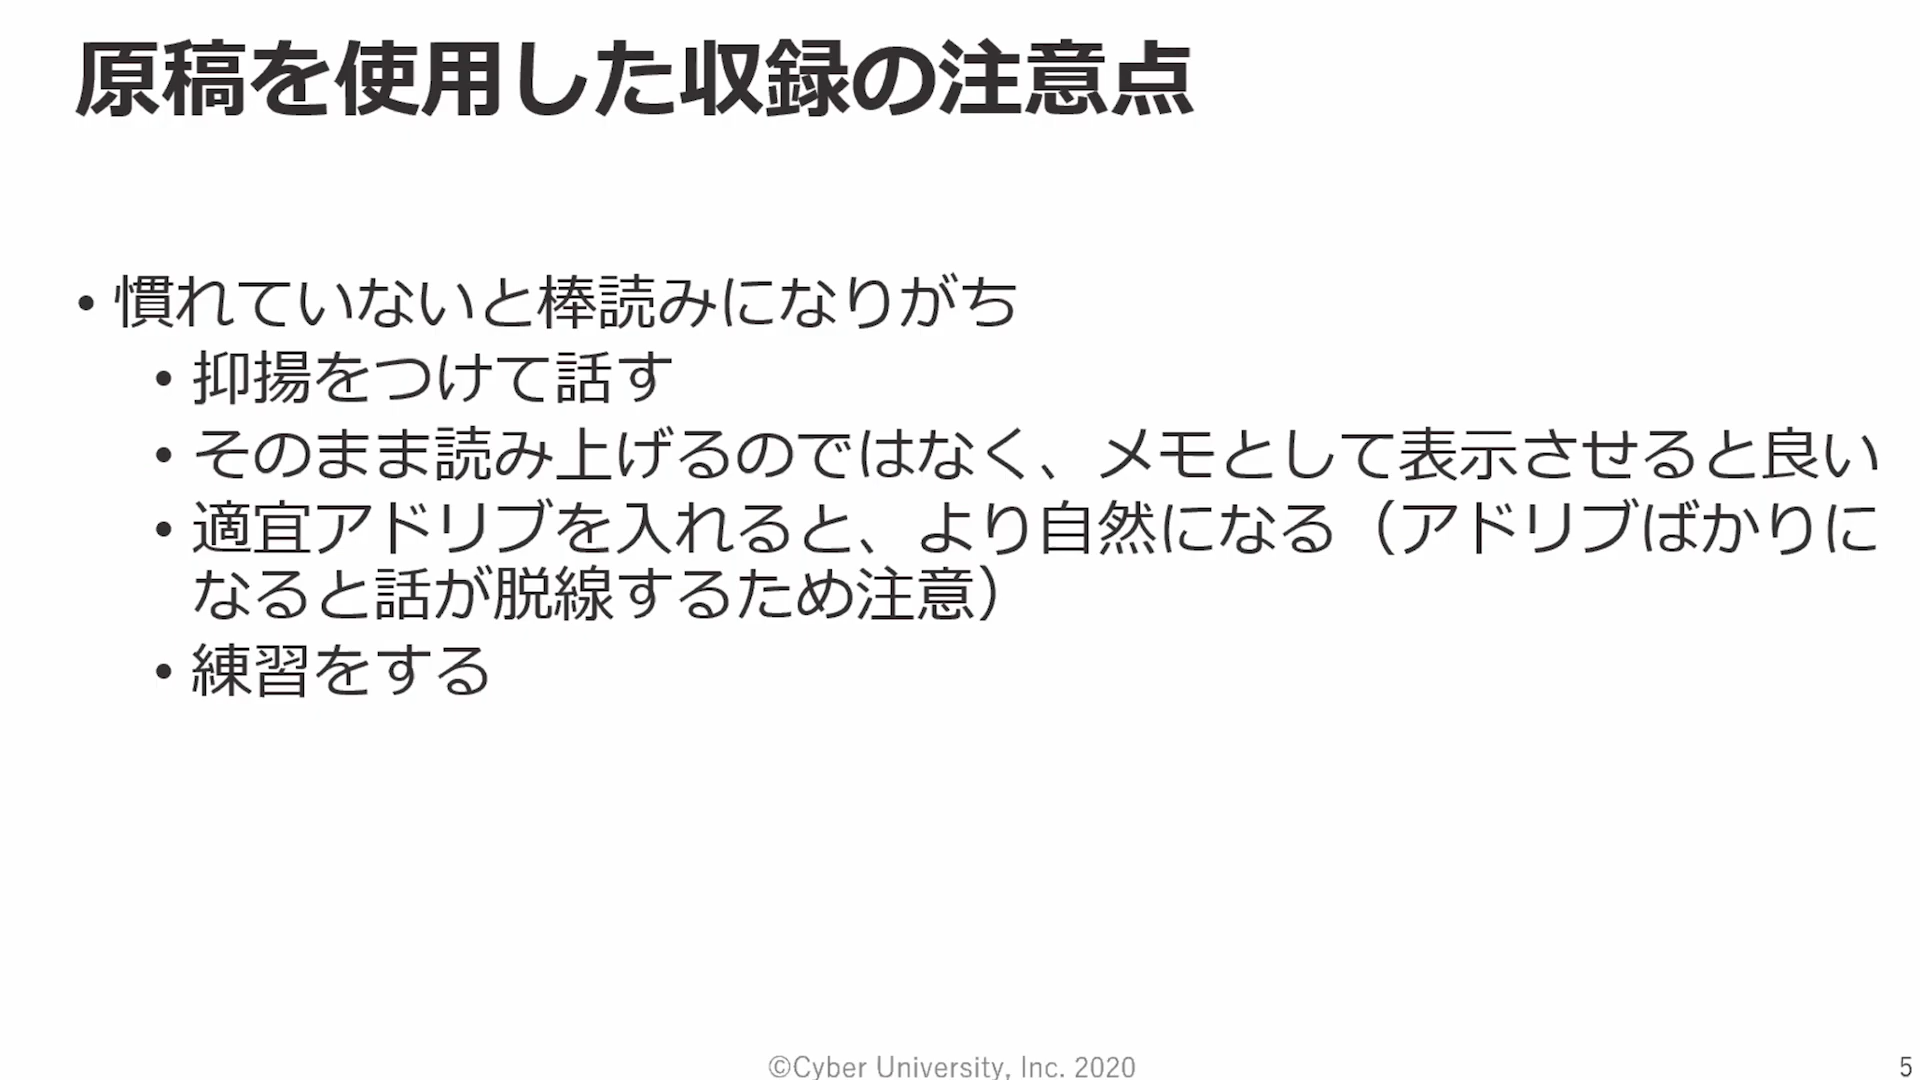 原稿を使用した収録の注意点
• 慣れていないと棒読みになりがち
• 抑揚をつけて話す
• そのまま読み上げるのではなく、メモとして表示させると良い
• 適宜アドリブを入れると、より自然になる（アドリブばかりに
なると話が脱線するため注意）
• 練習をする
©Cyber University, Inc. 2020
5